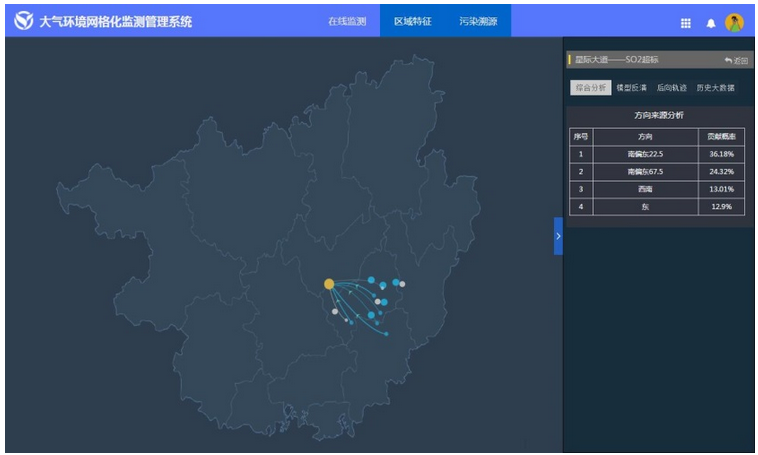 大气环境网格化监测管理系统
在线监测 区域特征 污染溯源
星际大道——SO2超标 返回
综合分析 模型反演 后向轨迹 历史大数据
方向来源分析
序号 方向 贡献概率
1 南偏东22.5 36.18%
2 南偏东67.5 24.32%
3 西南 13.01%
4 东 12.9%